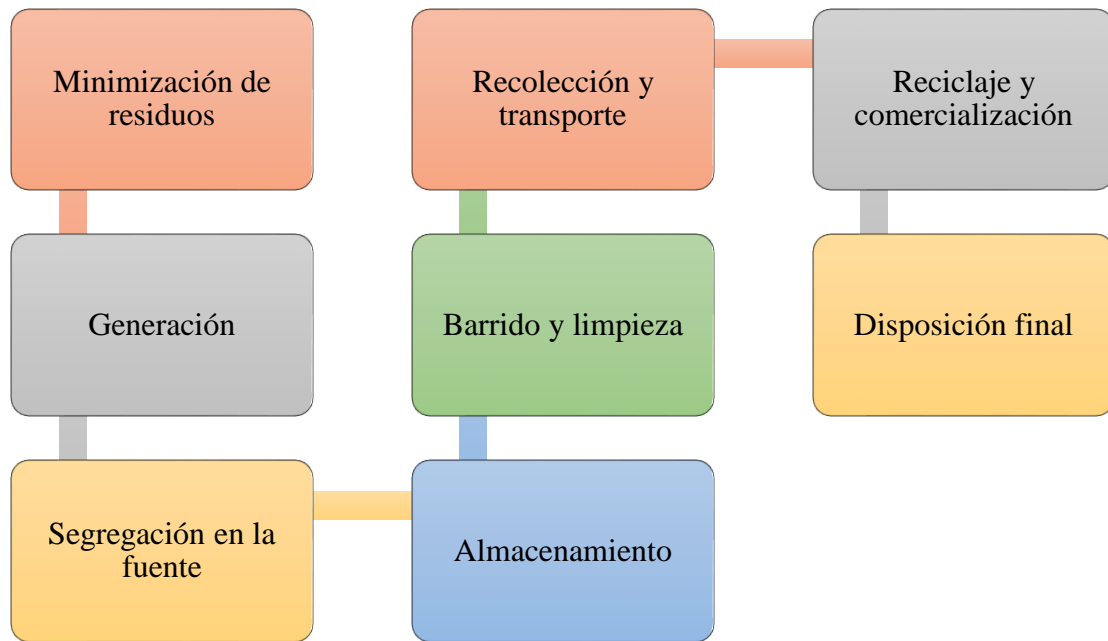 Minimización de
residuos
Generación
Segregación en la
fuente
Almacenamiento
Barrido y limpieza
Recolección y
transporte
Reciclaje y
comercialización
Disposición final